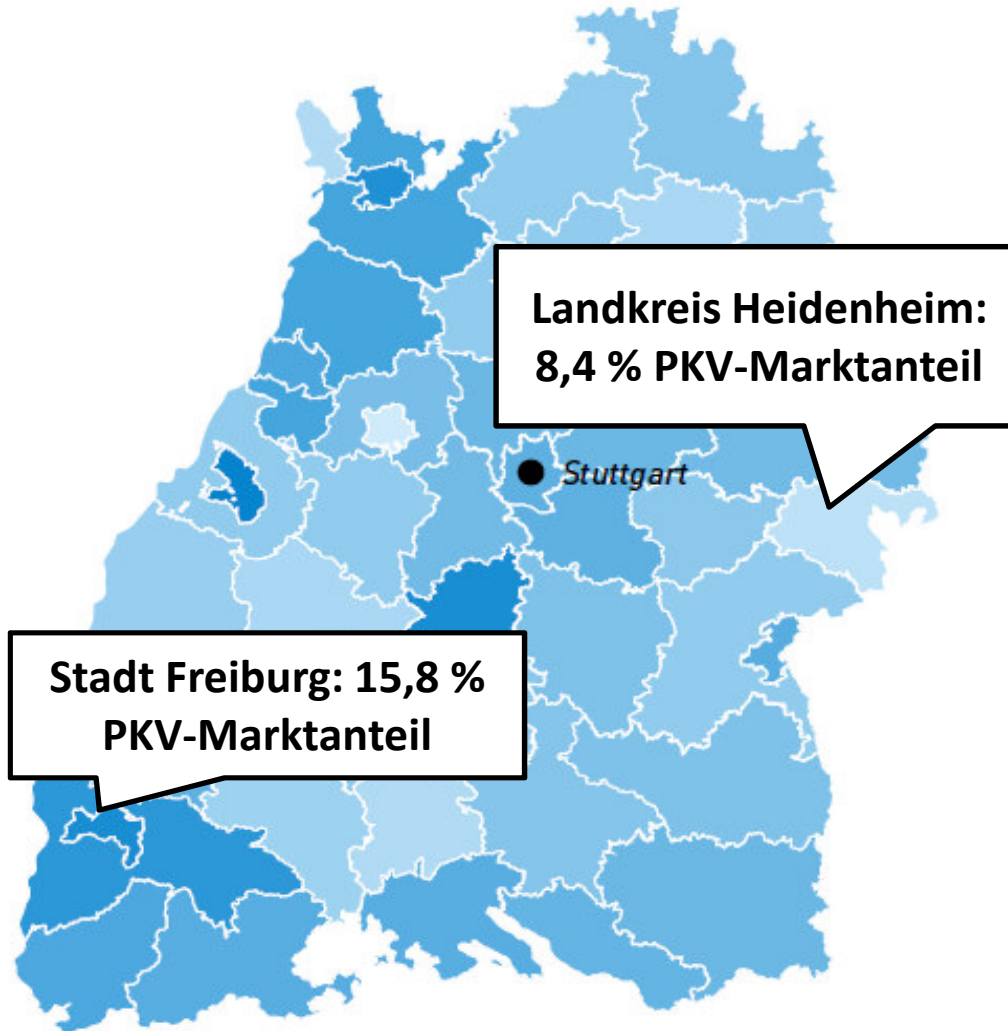 Landkreis Heidenheim:
8,4 % PKV-Marktanteil
Stuttgart
Stadt Freiburg: 15,8 %
PKV-Marktanteil